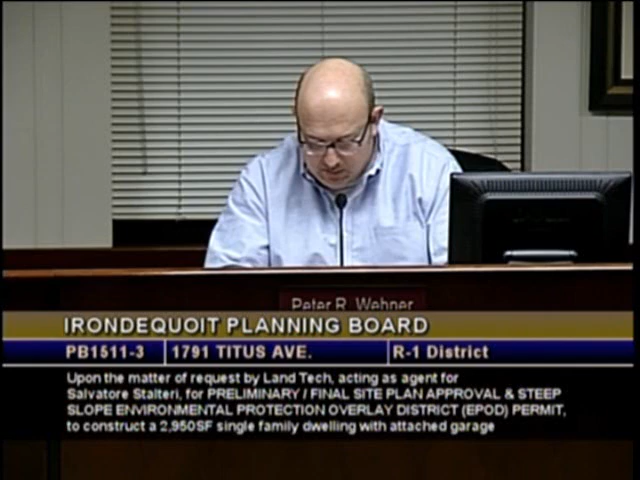 Peter R. Wehner
IRONDEQUOIT PLANNING BOARD
PB1511-3 1791 TITUS AVE. R-1 District
Upon the matter of request by Land Tech, acting as agent for
Salvatore Stalteri, for PRELIMINARY / FINAL SITE PLAN APPROVAL & STEEP
SLOPE ENVIRONMENTAL PROTECTION OVERLAY DISTRICT (EPOD) PERMIT,
to construct a 2,950SF single family dwelling with attached garage